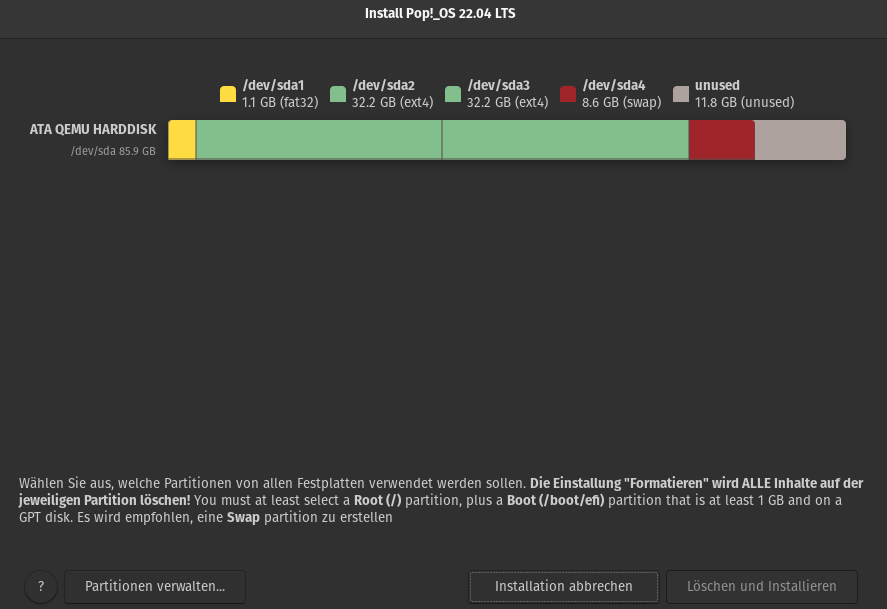 Install Pop!_OS 22.04 LTS
/dev/sda1
1.1 GB (fat32)
/dev/sda2
32.2 GB (ext4)
/dev/sda3
32.2 GB (ext4)
/dev/sda4
8.6 GB (swap)
unused
11.8 GB (unused)
ATA QEMU HARDDISK
/dev/sda 85.9 GB
Wählen Sie aus, welche Partitionen von allen Festplatten verwendet werden sollen. Die Einstellung "Formatieren" wird ALLE Inhalte auf der
jeweiligen Partition löschen! You must at least select a Root (/) partition, plus a Boot (/boot/efi) partition that is at least 1 GB and on a
GPT disk. Es wird empfohlen, eine Swap partition zu erstellen
?
Partitionen verwalten...
Installation abbrechen
Löschen und Installieren